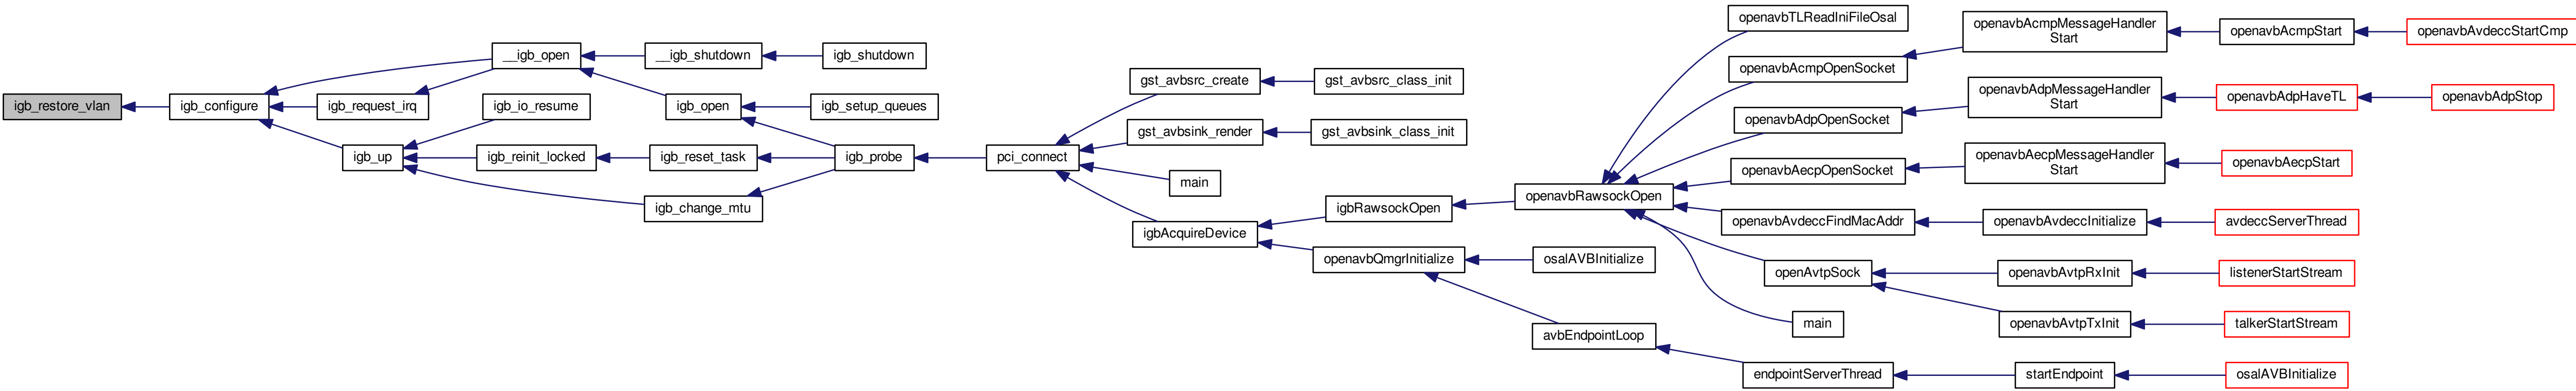 igb_restore_vlan
igb_configure
__igb_open
igb_request_irq
igb_up
__igb_shutdown
igb_shutdown
igb_io_resume
igb_open
igb_setup_queues
igb_reinit_locked
igb_reset_task
igb_probe
igb_change_mtu
pci_connect
gst_avbsrc_create
gst_avbsrc_class_init
gst_avbsink_render
gst_avbsink_class_init
main
igbAcquireDevice
igbRawsockOpen
openavbQmgrInitialize
osalAVBInitialize
avbEndpointLoop
openavbRawsockOpen
openavbTLReadIniFileOsal
openavbAcmpOpenSocket
openavbAcmpMessageHandler
Start
openavbAcmpStart
openavbAvdeccStartCmp
openavbAdpOpenSocket
openavbAdpMessageHandler
Start
openavbAdpHaveTL
openavbAdpStop
openavbAecpOpenSocket
openavbAecpMessageHandler
Start
openavbAecpStart
openavbAvdeccFindMacAddr
openavbAvdeccInitialize
avdeccServerThread
openAvtpSock
openavbAvtpRxInit
listenerStartStream
main
openavbAvtpTxInit
talkerStartStream
endpointServerThread
startEndpoint
osalAVBInitialize